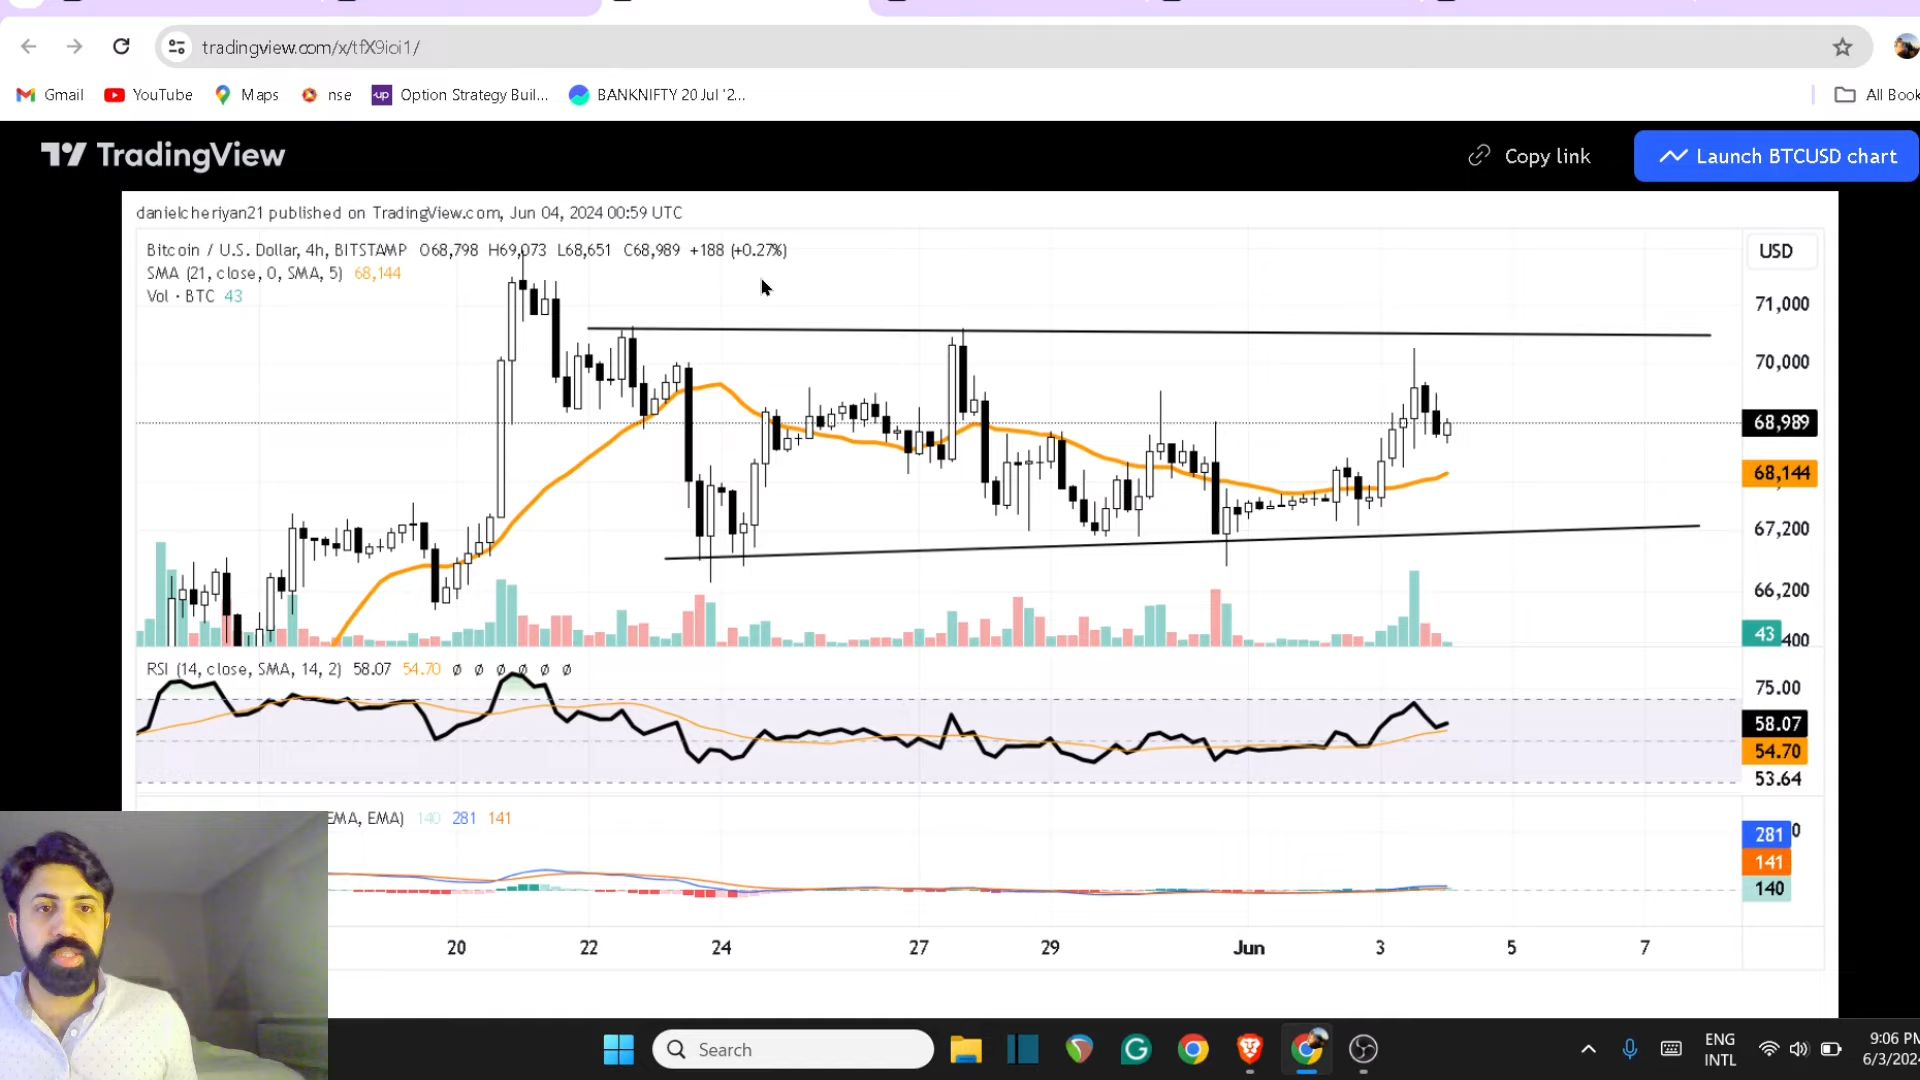 tradingview.com/x/tfX9ioi1/
Gmail YouTube Maps nse Option Strategy Buil... BANKNIFTY 20 Jul '2... All Book
TradingView Copy link Launch BTCUSD chart
danielcheriyan21 published on TradingView.com, Jun 04, 2024 00:59 UTC
Bitcoin / U.S. Dollar, 4h, BITSTAMP O68,798 H69,073 L68,651 C68,989 +188 (+0.27%) USD
SMA (21, close, 0, SMA, 5) 68,144
Vol · BTC 43
71,000
70,000
68,989
68,144
67,200
66,200
43 400
RSI (14, close, SMA, 14, 2) 58.07 54.70 ø ø ø ø ø ø
75.00
58.07
54.70
53.64
EMA, EMA) 140 281 141
281 0
141
140
20 22 24 27 29 Jun 3 5 7
Search
ENG
INTL
9:06 PM
6/3/202